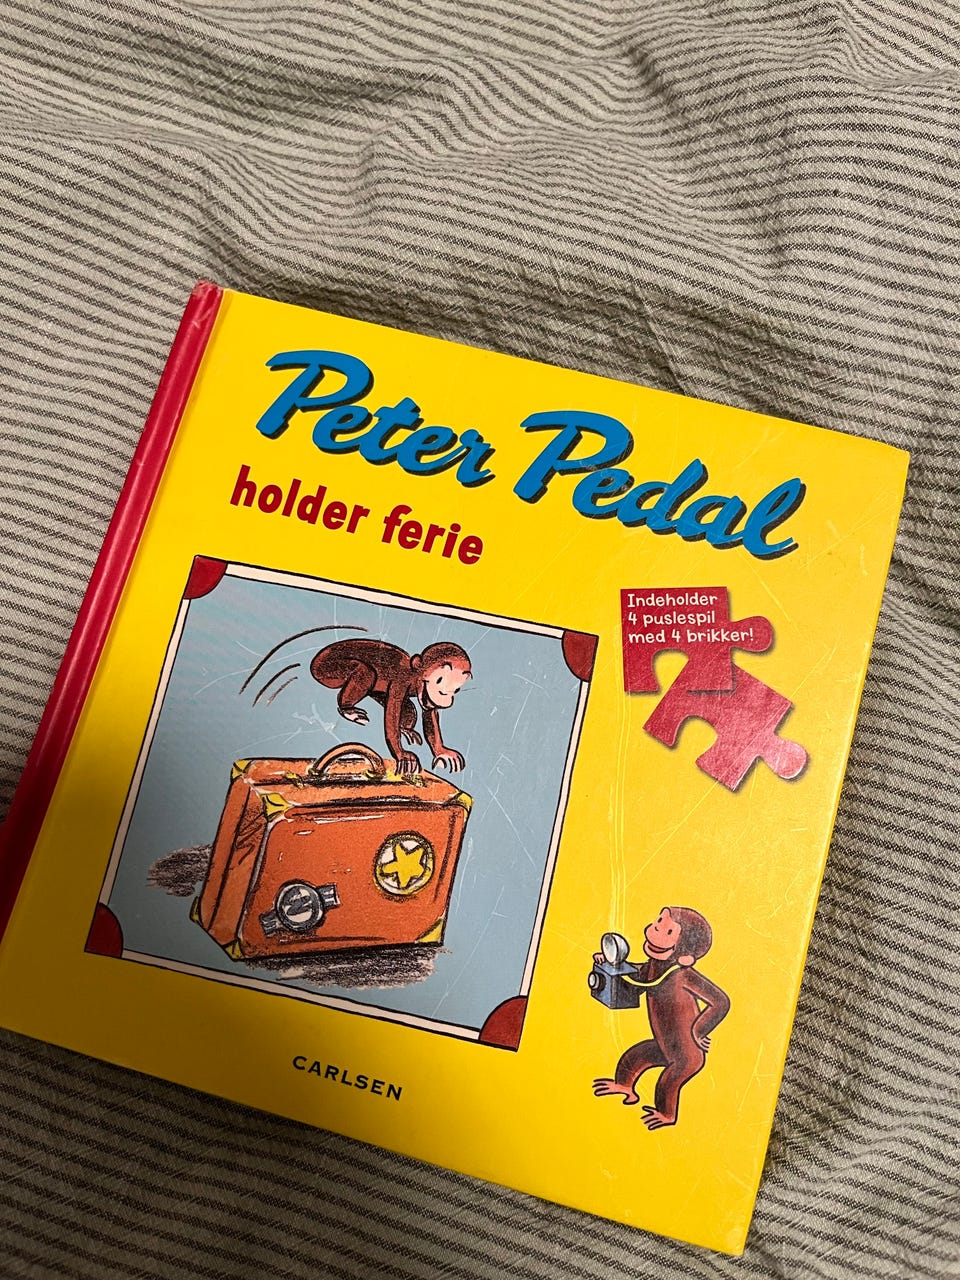 Peter Pedal
holder ferie
Indeholder
4 puslespil
med 4 brikker!
N
CARLSEN